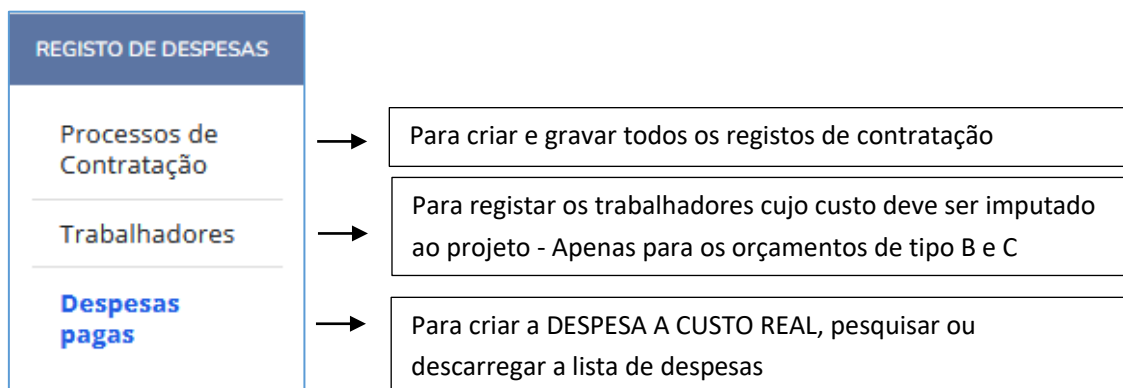 REGISTO DE DESPESAS
Processos de
Contratação
Para criar e gravar todos os registos de contratação
Trabalhadores
Para registar os trabalhadores cujo custo deve ser imputado
ao projeto - Apenas para os orçamentos de tipo B e C
Despesas
pagas
Para criar a DESPESA A CUSTO REAL, pesquisar ou
descarregar a lista de despesas